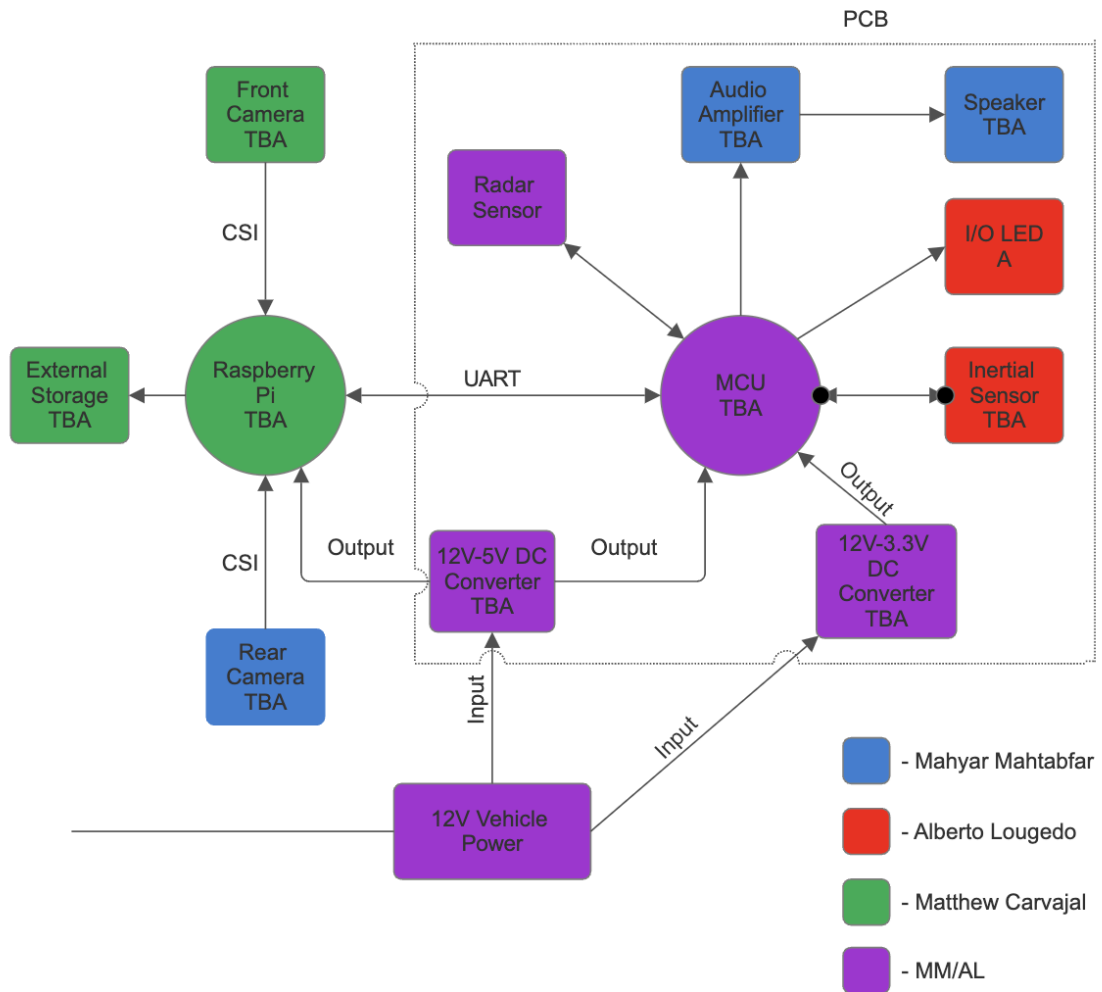 PCB
Front
Camera
TBA
Audio
Amplifier
TBA
Speaker
TBA
Radar
Sensor
CSI
I/O LED
A
External
Storage
TBA
Raspberry
Pi
TBA
UART
MCU
TBA
Inertial
Sensor
TBA
Output
Output
Output
12V-5V DC
Converter
TBA
12V-3.3V
DC
Converter
TBA
CSI
Rear
Camera
TBA
Input
Input
12V Vehicle
Power
- Mahyar Mahtabfar
- Alberto Lougedo
- Matthew Carvajal
- MM/AL